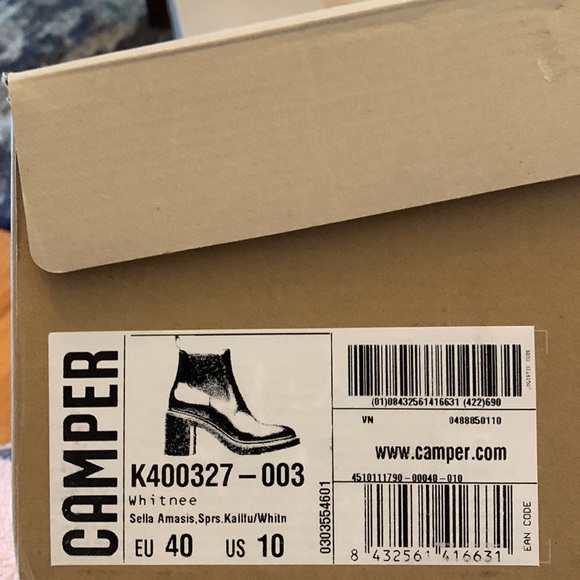 CAMPER
K400327-003
Whitnee
Sella Amasis,Sprs.Kailfu/Whitn
EU 40 US 10
0303554601
(01)08432561416631 (422)690
VN 0488850110
www.camper.com
4510111790-00040-010
8 432561 416631
EAN CODE